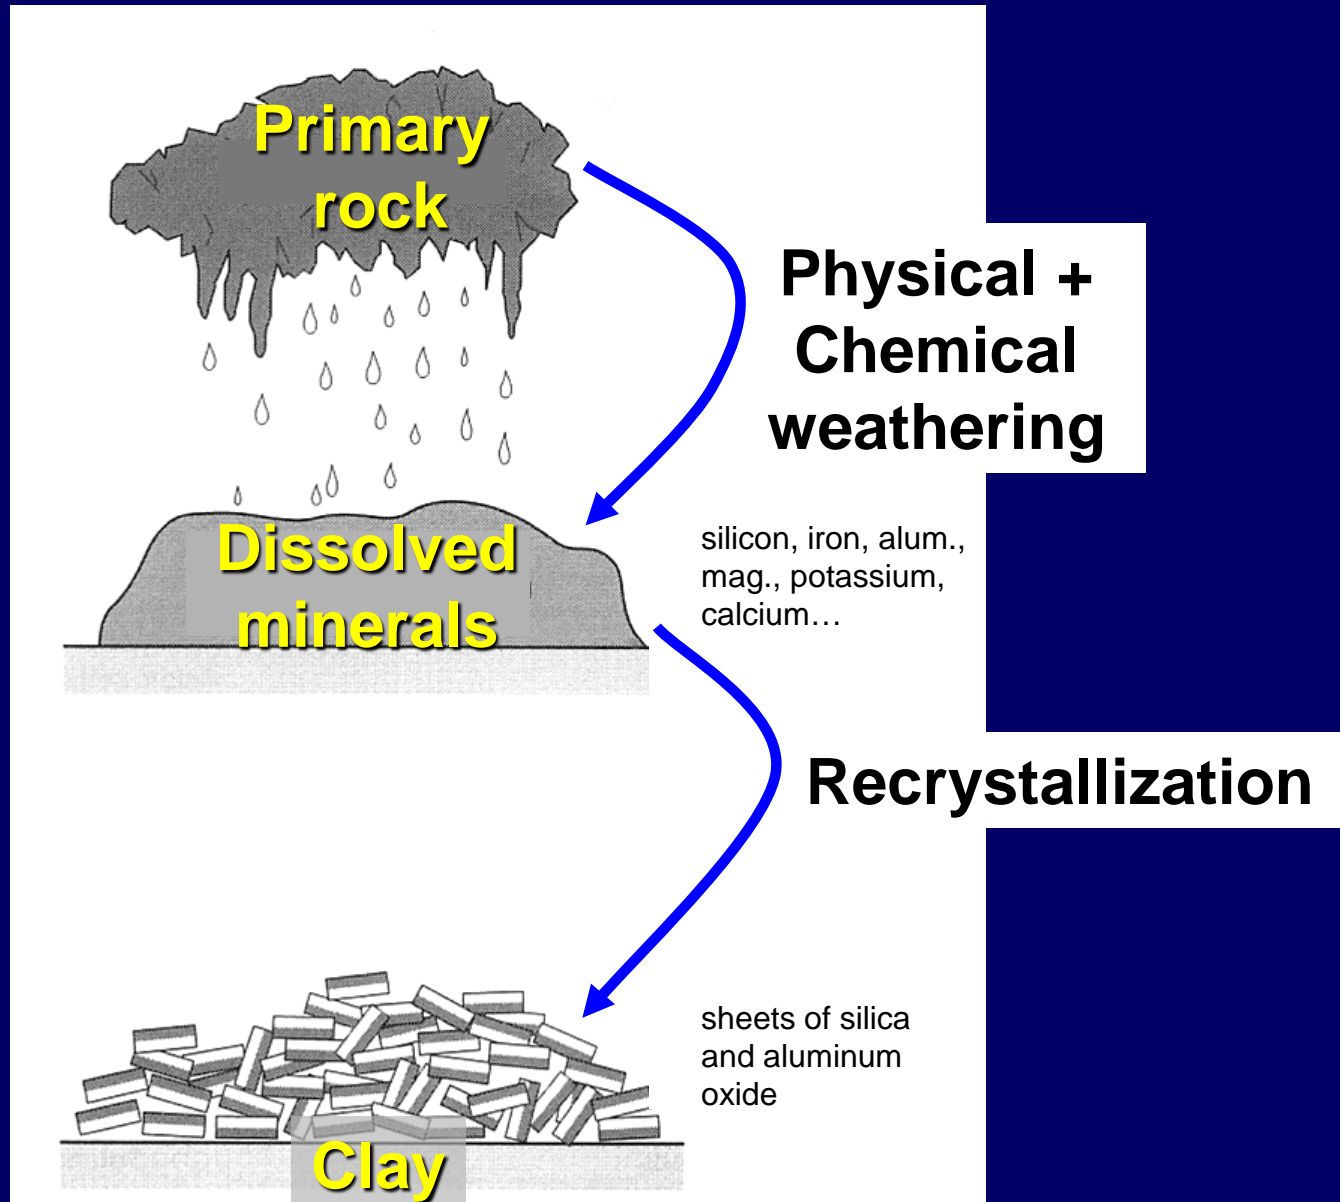 Primary
rock
Physical +
Chemical
weathering
Dissolved
minerals
silicon, iron, alum.,
mag., potassium,
calcium…
Recrystallization
sheets of silica
and aluminum
oxide
Clay